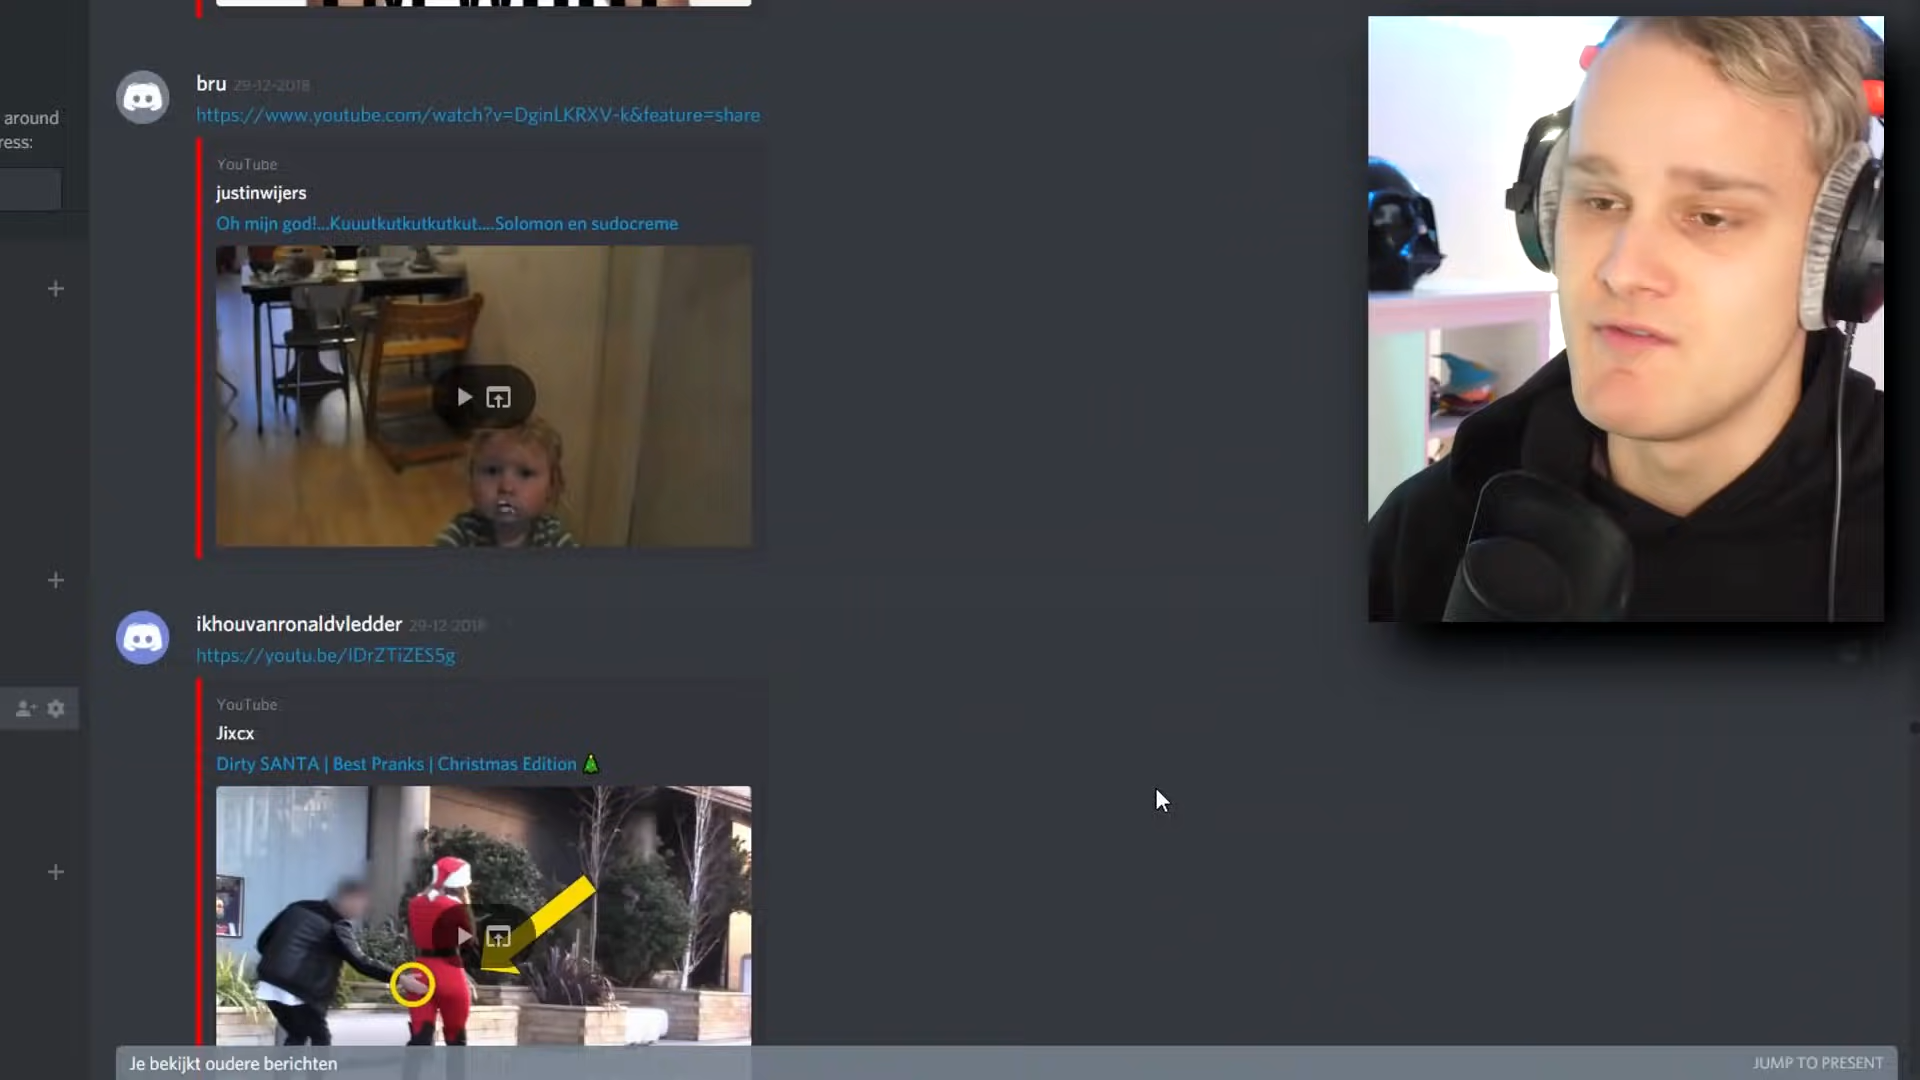 around
ress:
bru 29-12-2018
https://www.youtube.com/watch?v=DginLKRXV-k&feature=share
YouTube
justinwijers
Oh mijn god!...Kuuutkutkutkutkut....Solomon en sudocreme
ikhouvanronaldvledder 29-12-2018
https://youtu.be/IDrZTiZES5g
YouTube
Jixcx
Dirty SANTA | Best Pranks | Christmas Edition 🎄
Je bekijkt oudere berichten
JUMP TO PRESENT